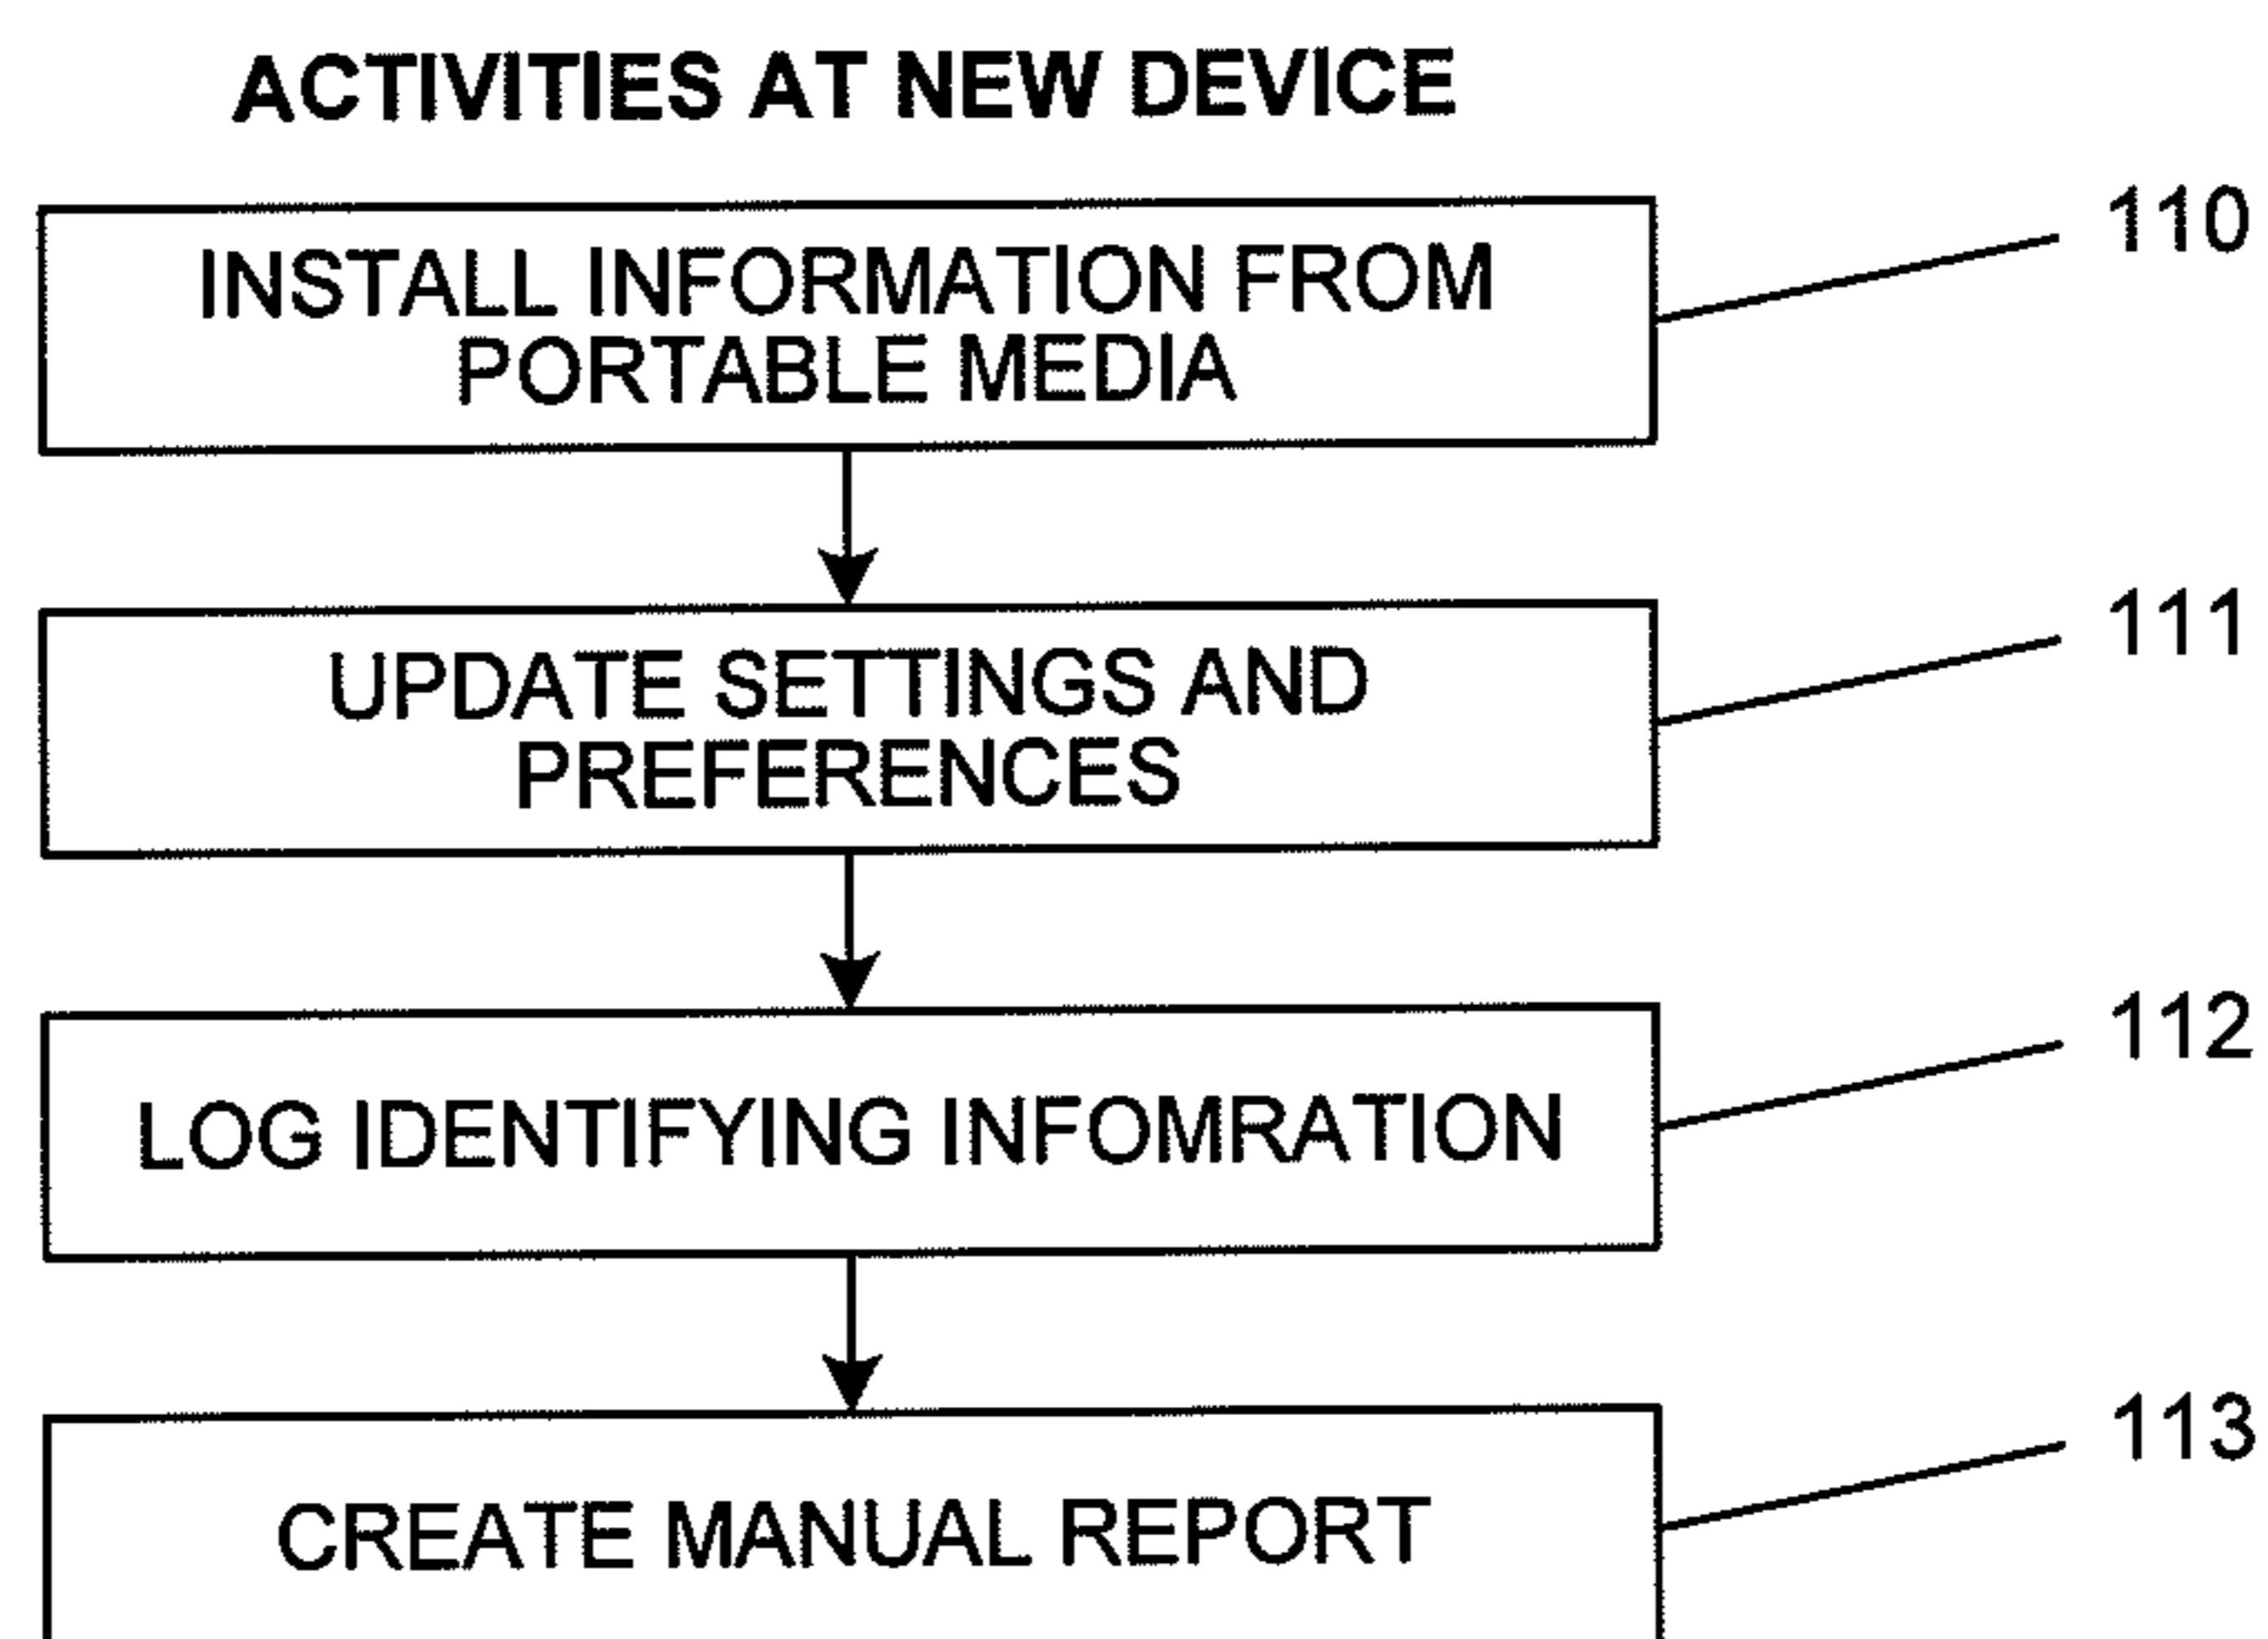 ACTIVITIES AT NEW DEVICE
INSTALL INFORMATION FROM
PORTABLE MEDIA
110
UPDATE SETTINGS AND
PREFERENCES
111
LOG IDENTIFYING INFOMRATION
112
CREATE MANUAL REPORT
113